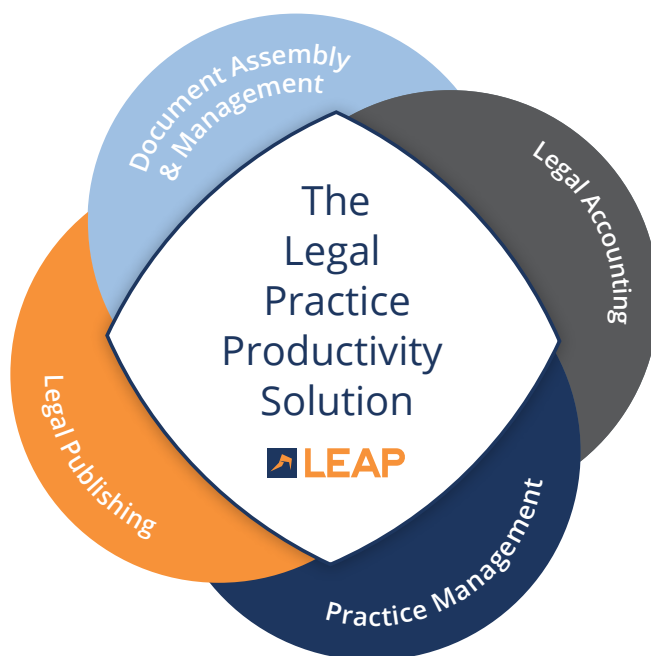 Document Assembly
& Management
Legal Accounting
The
Legal
Practice
Productivity
Solution
LEAP
Legal Publishing
Practice Management